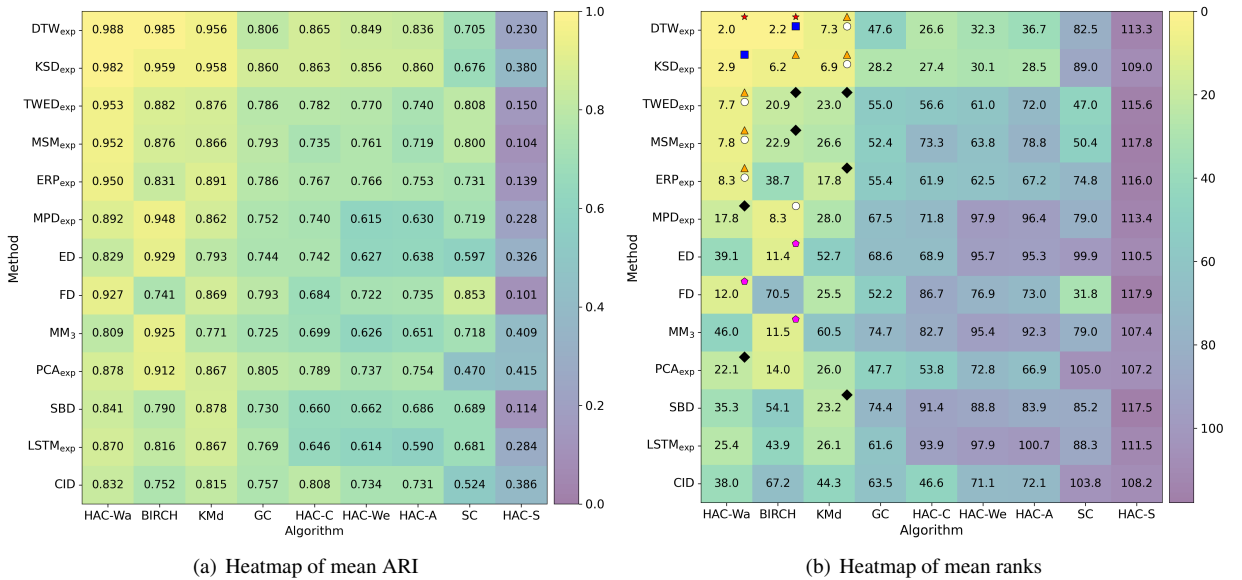 DTWexp 0.988 0.985 0.956 0.806 0.865 0.849 0.836 0.705 0.230
KSDexp 0.982 0.959 0.958 0.860 0.863 0.856 0.860 0.676 0.380
TWEDexp 0.953 0.882 0.876 0.786 0.782 0.770 0.740 0.808 0.150
MSMexp 0.952 0.876 0.866 0.793 0.735 0.761 0.719 0.800 0.104
ERPexp 0.950 0.831 0.891 0.786 0.767 0.766 0.753 0.731 0.139
MPDexp 0.892 0.948 0.862 0.752 0.740 0.615 0.630 0.719 0.228
ED 0.829 0.929 0.793 0.744 0.742 0.627 0.638 0.597 0.326
FD 0.927 0.741 0.869 0.793 0.684 0.722 0.735 0.853 0.101
MM3 0.809 0.925 0.771 0.725 0.699 0.626 0.651 0.718 0.409
PCAexp 0.878 0.912 0.867 0.805 0.789 0.737 0.754 0.470 0.415
SBD 0.841 0.790 0.878 0.730 0.660 0.662 0.686 0.689 0.114
LSTMexp 0.870 0.816 0.867 0.769 0.646 0.614 0.590 0.681 0.284
CID 0.832 0.752 0.815 0.757 0.808 0.734 0.731 0.524 0.386
HAC-Wa BIRCH KMd GC HAC-C HAC-We HAC-A SC HAC-S
Algorithm
Method
1.0
0.8
0.6
0.4
0.2
0.0
(a) Heatmap of mean ARI
DTWexp 2.0 2.2 7.3 47.6 26.6 32.3 36.7 82.5 113.3
KSDexp 2.9 6.2 6.9 28.2 27.4 30.1 28.5 89.0 109.0
TWEDexp 7.7 20.9 23.0 55.0 56.6 61.0 72.0 47.0 115.6
MSMexp 7.8 22.9 26.6 52.4 73.3 63.8 78.8 50.4 117.8
ERPexp 8.3 38.7 17.8 55.4 61.9 62.5 67.2 74.8 116.0
MPDexp 17.8 8.3 28.0 67.5 71.8 97.9 96.4 79.0 113.4
ED 39.1 11.4 52.7 68.6 68.9 95.7 95.3 99.9 110.5
FD 12.0 70.5 25.5 52.2 86.7 76.9 73.0 31.8 117.9
MM3 46.0 11.5 60.5 74.7 82.7 95.4 92.3 79.0 107.4
PCAexp 22.1 14.0 26.0 47.7 53.8 72.8 66.9 105.0 107.2
SBD 35.3 54.1 23.2 74.4 91.4 88.8 83.9 85.2 117.5
LSTMexp 25.4 43.9 26.1 61.6 93.9 97.9 100.7 88.3 111.5
CID 38.0 67.2 44.3 63.5 46.6 71.1 72.1 103.8 108.2
HAC-Wa BIRCH KMd GC HAC-C HAC-We HAC-A SC HAC-S
Algorithm
Method
0
20
40
60
80
100
(b) Heatmap of mean ranks